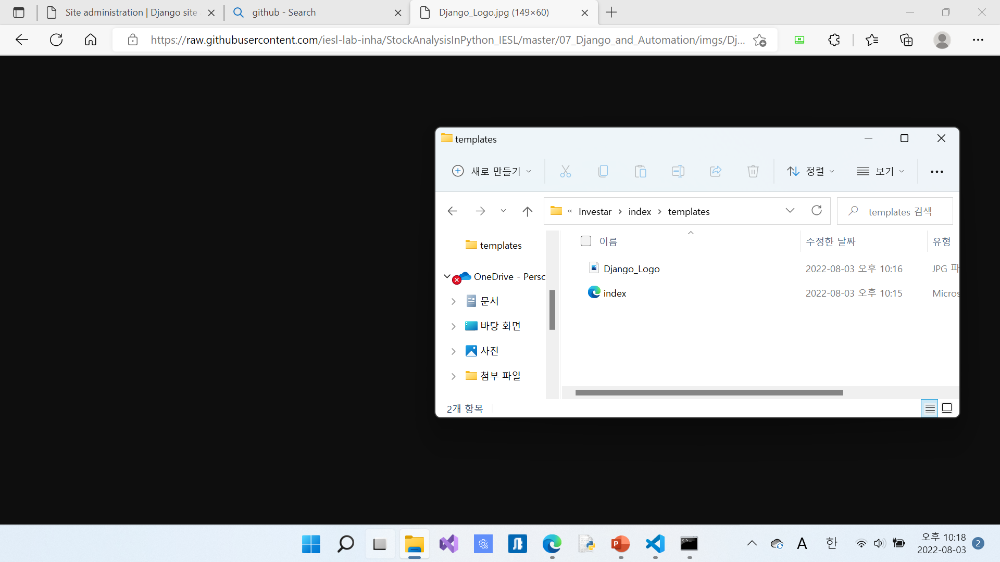 Site administration | Django site
github - Search
Django_Logo.jpg (149×60)
https://raw.githubusercontent.com/iesl-lab-inha/StockAnalysisInPython_IESL/master/07_Django_and_Automation/imgs/Dj...
templates
새로 만들기
정렬
보기
« Investar > index > templates
templates 검색
templates
OneDrive - Perso
문서
바탕 화면
사진
첨부 파일
이름
수정한 날짜
유형
Django_Logo
2022-08-03 오후 10:16
JPG 파
index
2022-08-03 오후 10:15
Micros
2개 항목
A
한
오후 10:18
2022-08-03
2